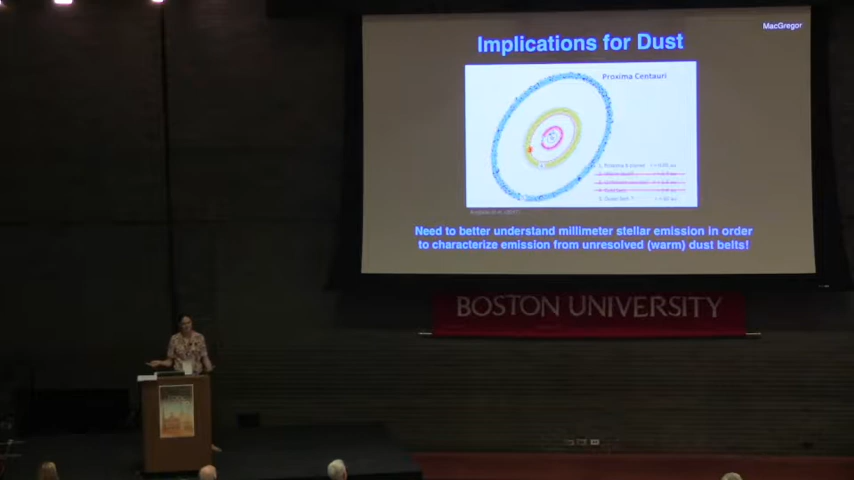 MacGregor
Implications for Dust
Proxima Centauri
Need to better understand millimeter stellar emission in order
to characterize emission from unresolved (warm) dust belts!
BOSTON UNIVERSITY